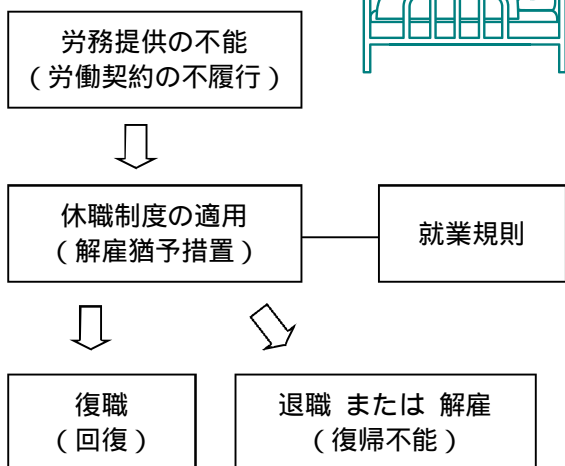 労務提供の不能
（労働契約の不履行）
休職制度の適用
（解雇猶予措置）
就業規則
復職
（回復）
退職 または 解雇
（復帰不能）